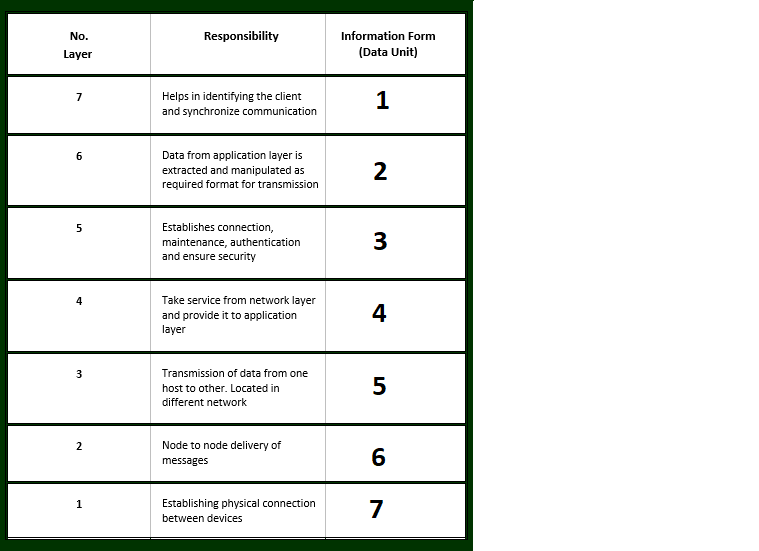 No.
Layer
Responsibility
Information Form
(Data Unit)
7
Helps in identifying the client
and synchronize communication
1
6
Data from application layer is
extracted and manipulated as
required format for transmission
2
5
Establishes connection,
maintenance, authentication
and ensure security
3
4
Take service from network layer
and provide it to application
layer
4
3
Transmission of data from one
host to other. Located in
different network
5
2
Node to node delivery of
messages
6
1
Establishing physical connection
between devices
7